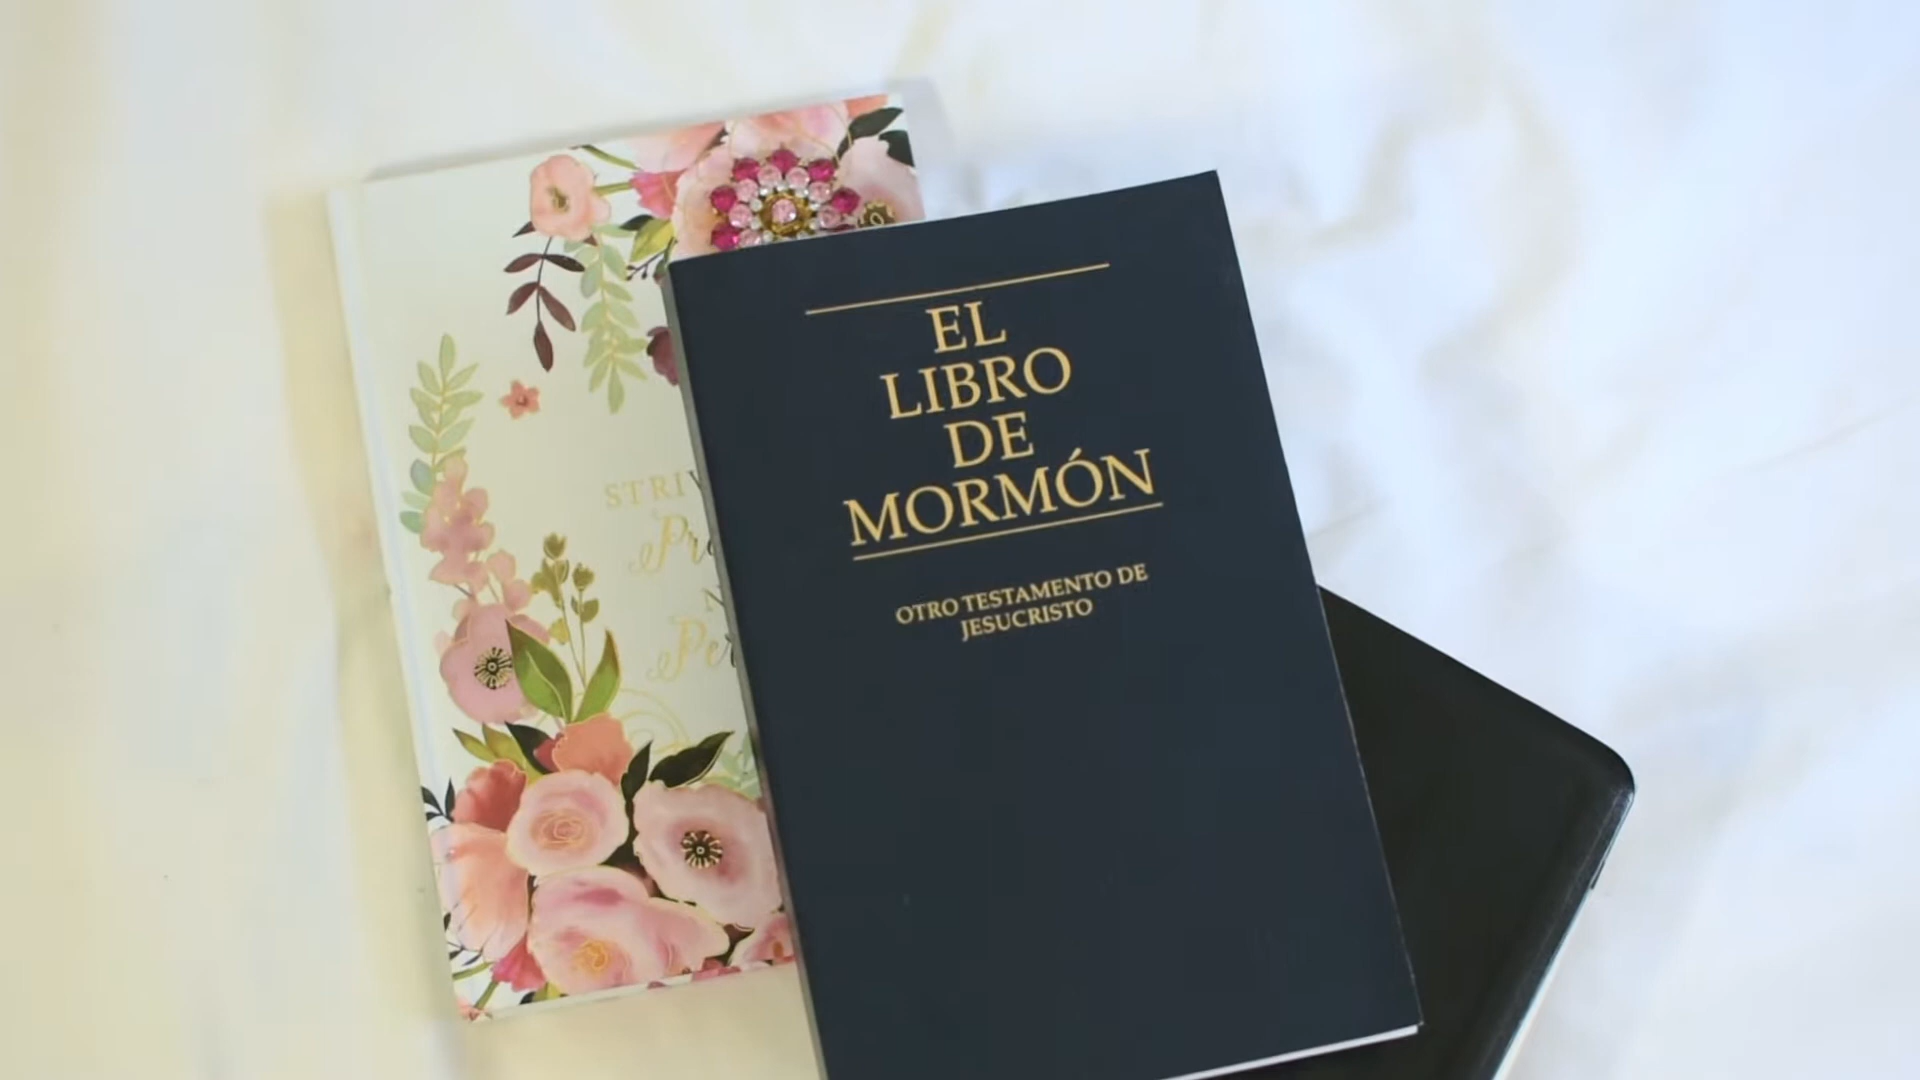 EL
LIBRO
DE
MORMÓN
OTRO TESTAMENTO DE
JESUCRISTO